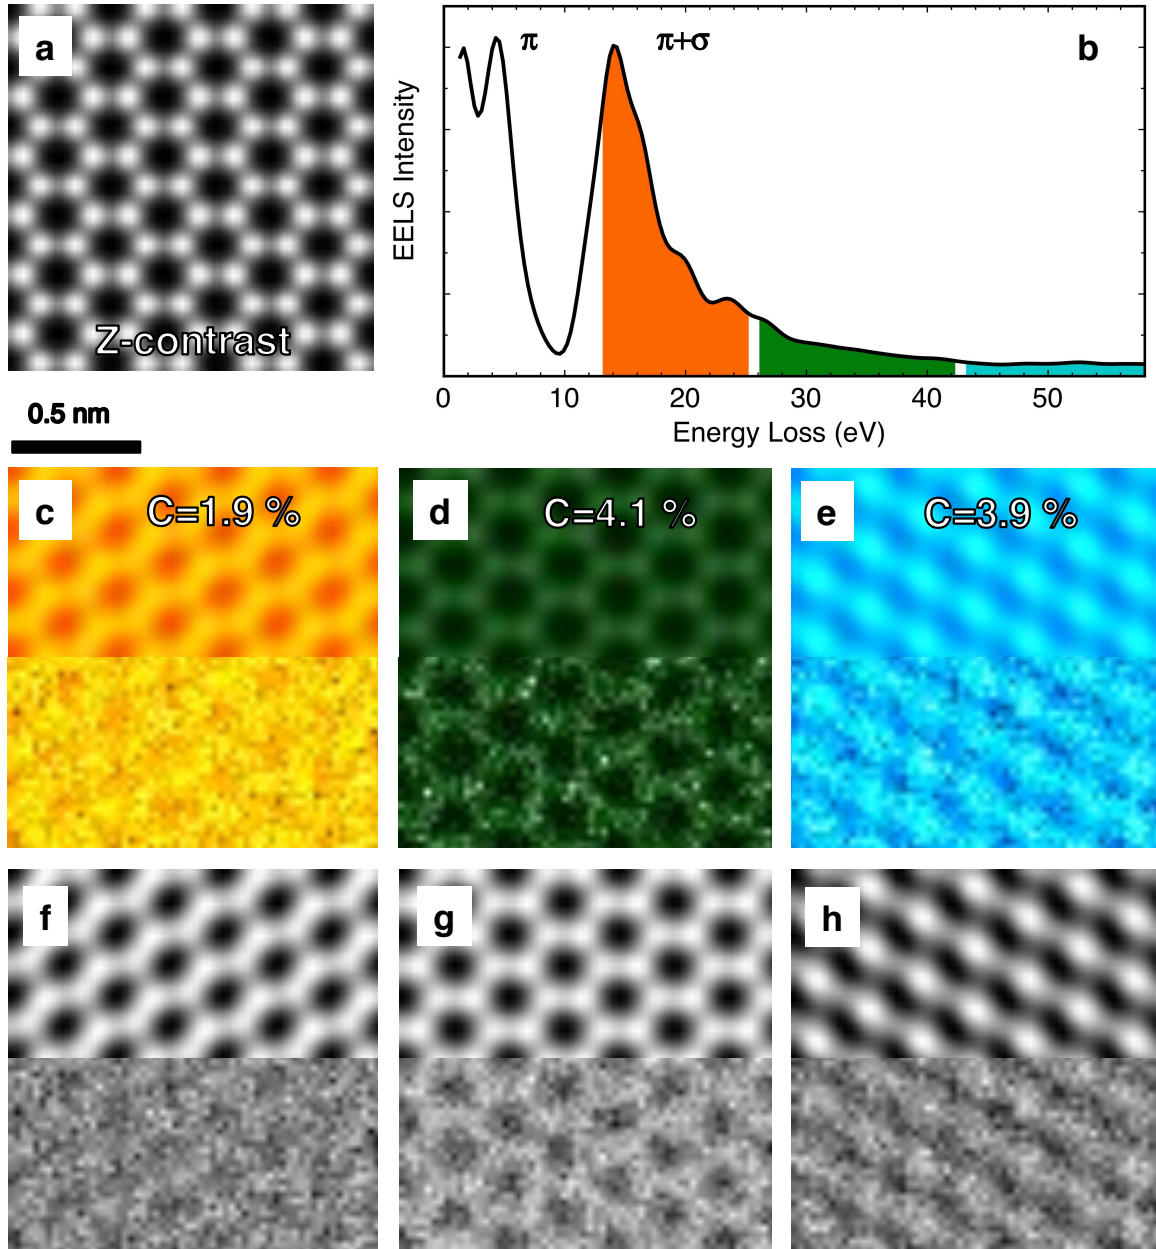 a
Z-contrast
0.5 nm
π
π+σ
b
EELS Intensity
0
10
20
30
40
50
Energy Loss (eV)
c
C=1.9 %
d
C=4.1 %
e
C=3.9 %
f
g
h